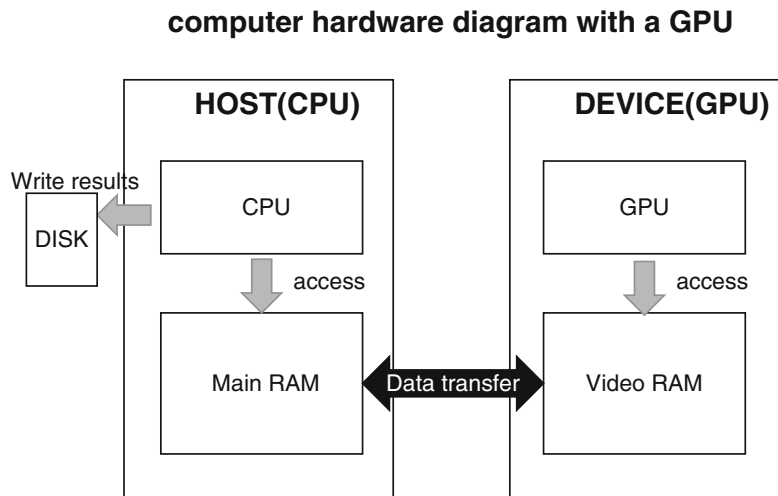 computer hardware diagram with a GPU
HOST(CPU)
DEVICE(GPU)
Write results
DISK
CPU
GPU
access
access
Main RAM
Data transfer
Video RAM